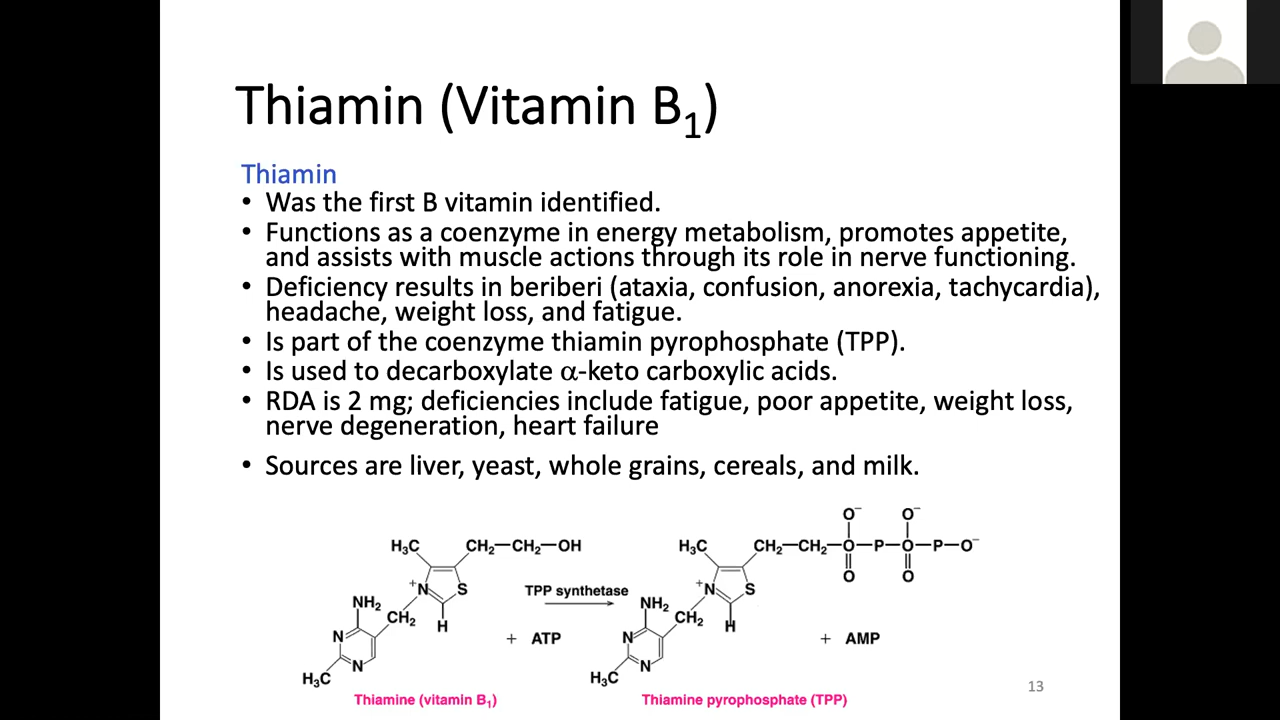 Thiamin (Vitamin B₁)
Thiamin
• Was the first B vitamin identified.
• Functions as a coenzyme in energy metabolism, promotes appetite,
and assists with muscle actions through its role in nerve functioning.
• Deficiency results in beriberi (ataxia, confusion, anorexia, tachycardia),
headache, weight loss, and fatigue.
• Is part of the coenzyme thiamin pyrophosphate (TPP).
• Is used to decarboxylate α-keto carboxylic acids.
• RDA is 2 mg; deficiencies include fatigue, poor appetite, weight loss,
nerve degeneration, heart failure
• Sources are liver, yeast, whole grains, cereals, and milk.
O⁻ O⁻
H₃C CH₂—CH₂—OH H₃C CH₂—CH₂—O—P—O—P—O⁻
O O
⁺N S TPP synthetase ⁺N S
NH₂ CH₂ H NH₂ CH₂ H
N + ATP N + AMP
N N
H₃C H₃C
Thiamine (vitamin B₁) Thiamine pyrophosphate (TPP)
13